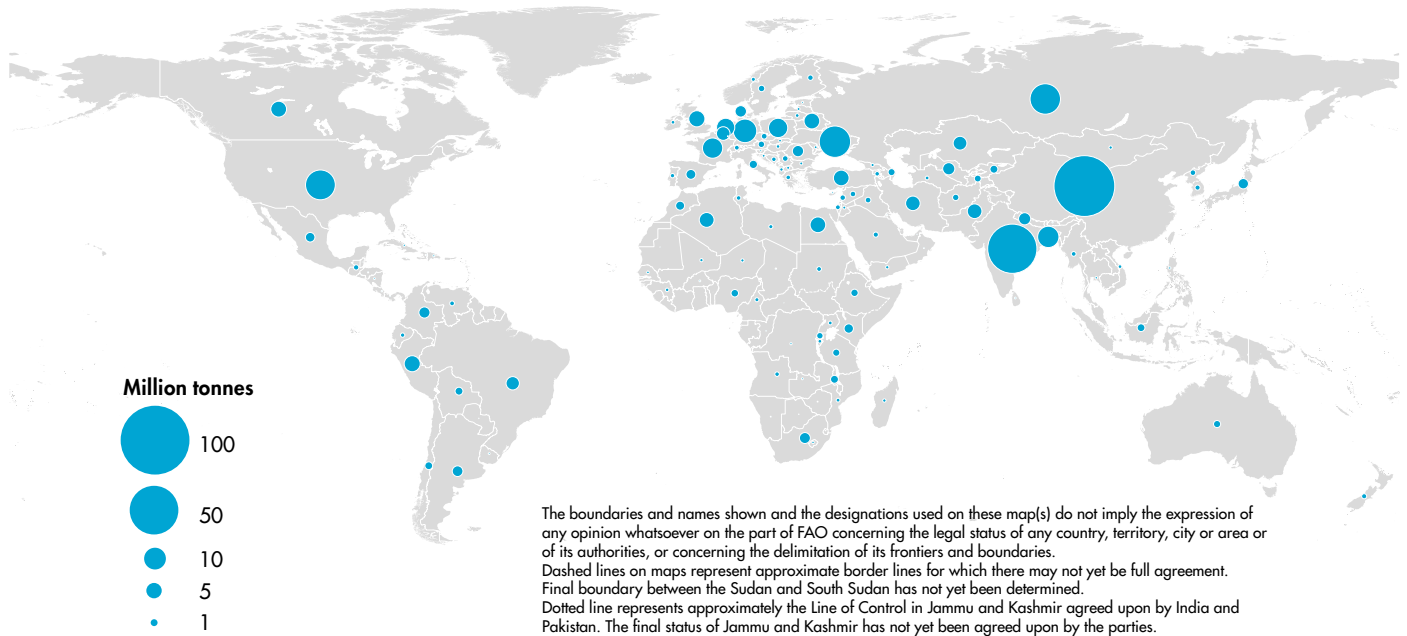 Million tonnes
100
50
10
5
1
The boundaries and names shown and the designations used on these map(s) do not imply the expression of
any opinion whatsoever on the part of FAO concerning the legal status of any country, territory, city or area or
of its authorities, or concerning the delimitation of its frontiers and boundaries.
Dashed lines on maps represent approximate border lines for which there may not yet be full agreement.
Final boundary between the Sudan and South Sudan has not yet been determined.
Dotted line represents approximately the Line of Control in Jammu and Kashmir agreed upon by India and
Pakistan. The final status of Jammu and Kashmir has not yet been agreed upon by the parties.